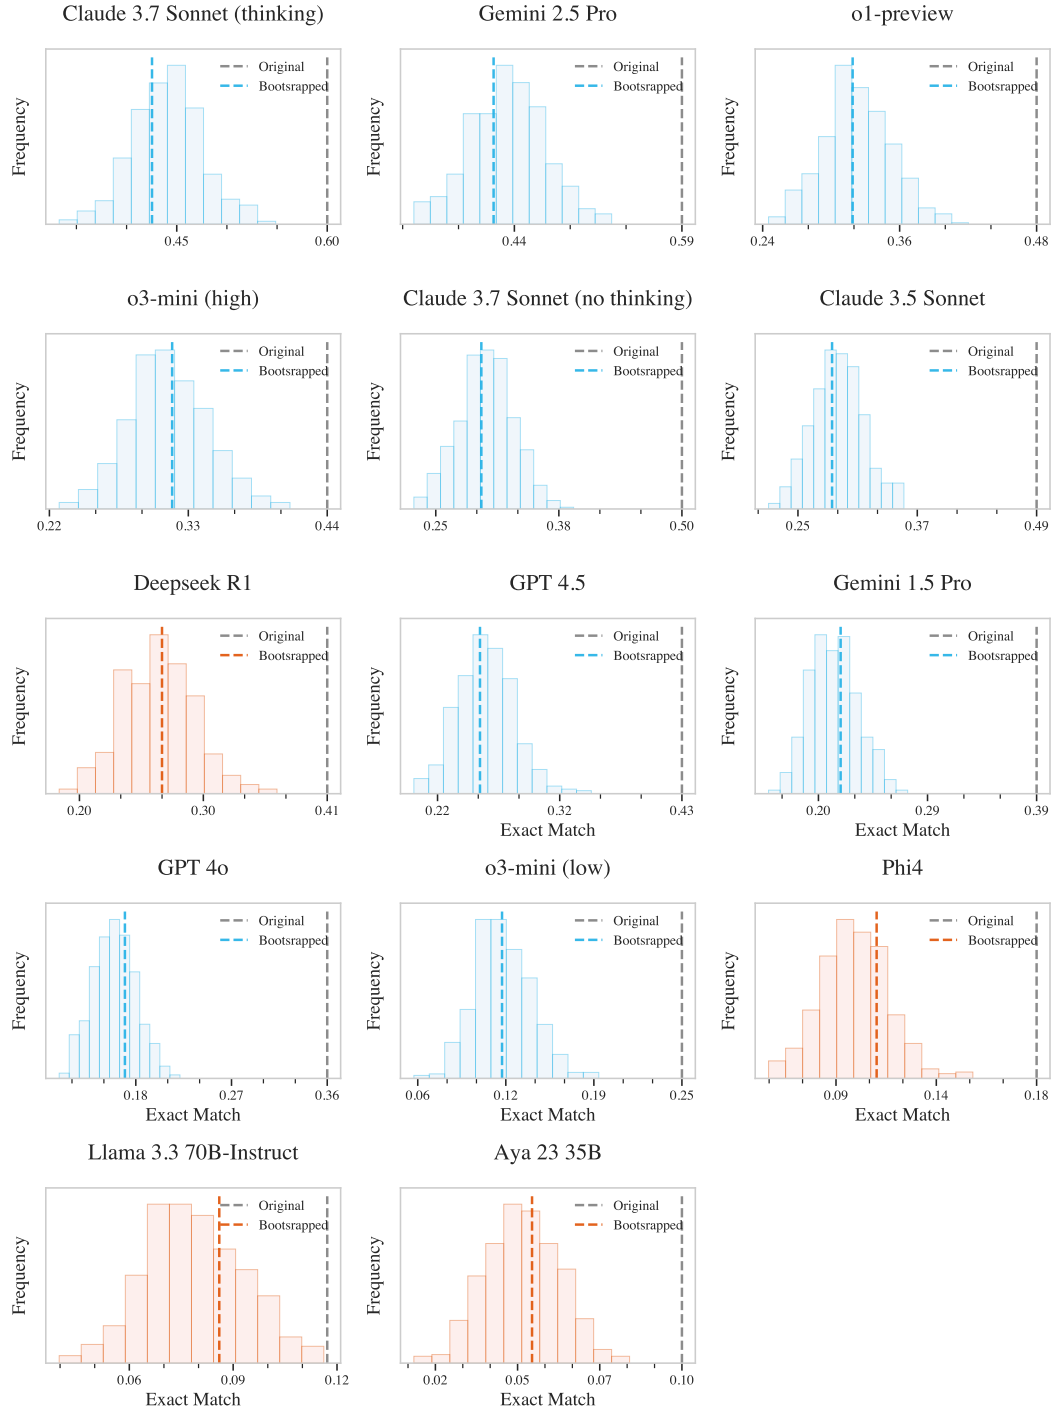 Claude 3.7 Sonnet (thinking)
Frequency
Original
Bootsrapped
0.45
0.60
Gemini 2.5 Pro
Frequency
Original
Bootsrapped
0.44
0.59
o1-preview
Frequency
Original
Bootsrapped
0.24
0.36
0.48
o3-mini (high)
Frequency
Original
Bootsrapped
0.22
0.33
0.44
Claude 3.7 Sonnet (no thinking)
Frequency
Original
Bootsrapped
0.25
0.38
0.50
Claude 3.5 Sonnet
Frequency
Original
Bootsrapped
0.25
0.37
0.49
Deepseek R1
Frequency
Original
Bootsrapped
0.20
0.30
0.41
GPT 4.5
Frequency
Original
Bootsrapped
0.22
0.32
0.43
Exact Match
Gemini 1.5 Pro
Frequency
Original
Bootsrapped
0.20
0.29
0.39
Exact Match
GPT 4o
Frequency
Original
Bootsrapped
0.18
0.27
0.36
Exact Match
o3-mini (low)
Frequency
Original
Bootsrapped
0.06
0.12
0.19
0.25
Exact Match
Phi4
Frequency
Original
Bootsrapped
0.09
0.14
0.18
Exact Match
Llama 3.3 70B-Instruct
Frequency
Original
Bootsrapped
0.06
0.09
0.12
Exact Match
Aya 23 35B
Frequency
Original
Bootsrapped
0.02
0.05
0.07
0.10
Exact Match